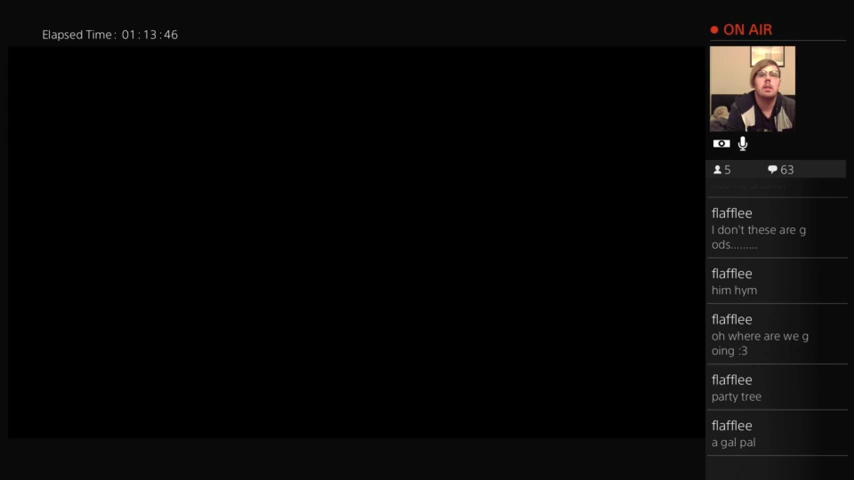 Elapsed Time: 01:13:46
ON AIR
5
63
flafflee
I don't these are g
ods.........
flafflee
him hym
flafflee
oh where are we g
oing :3
flafflee
party tree
flafflee
a gal pal